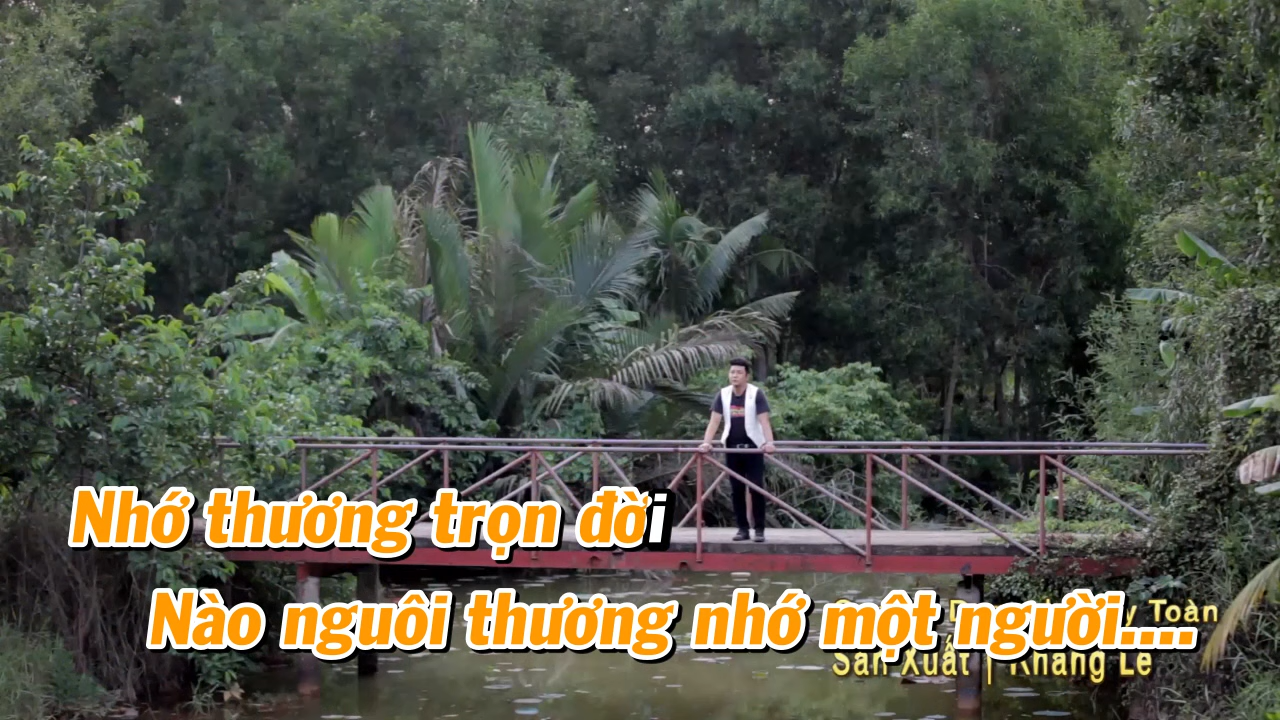 Nhớ thương trọn đời
Nào nguôi thương nhớ một người....
Toàn
Sản Xuất | Khang Lê